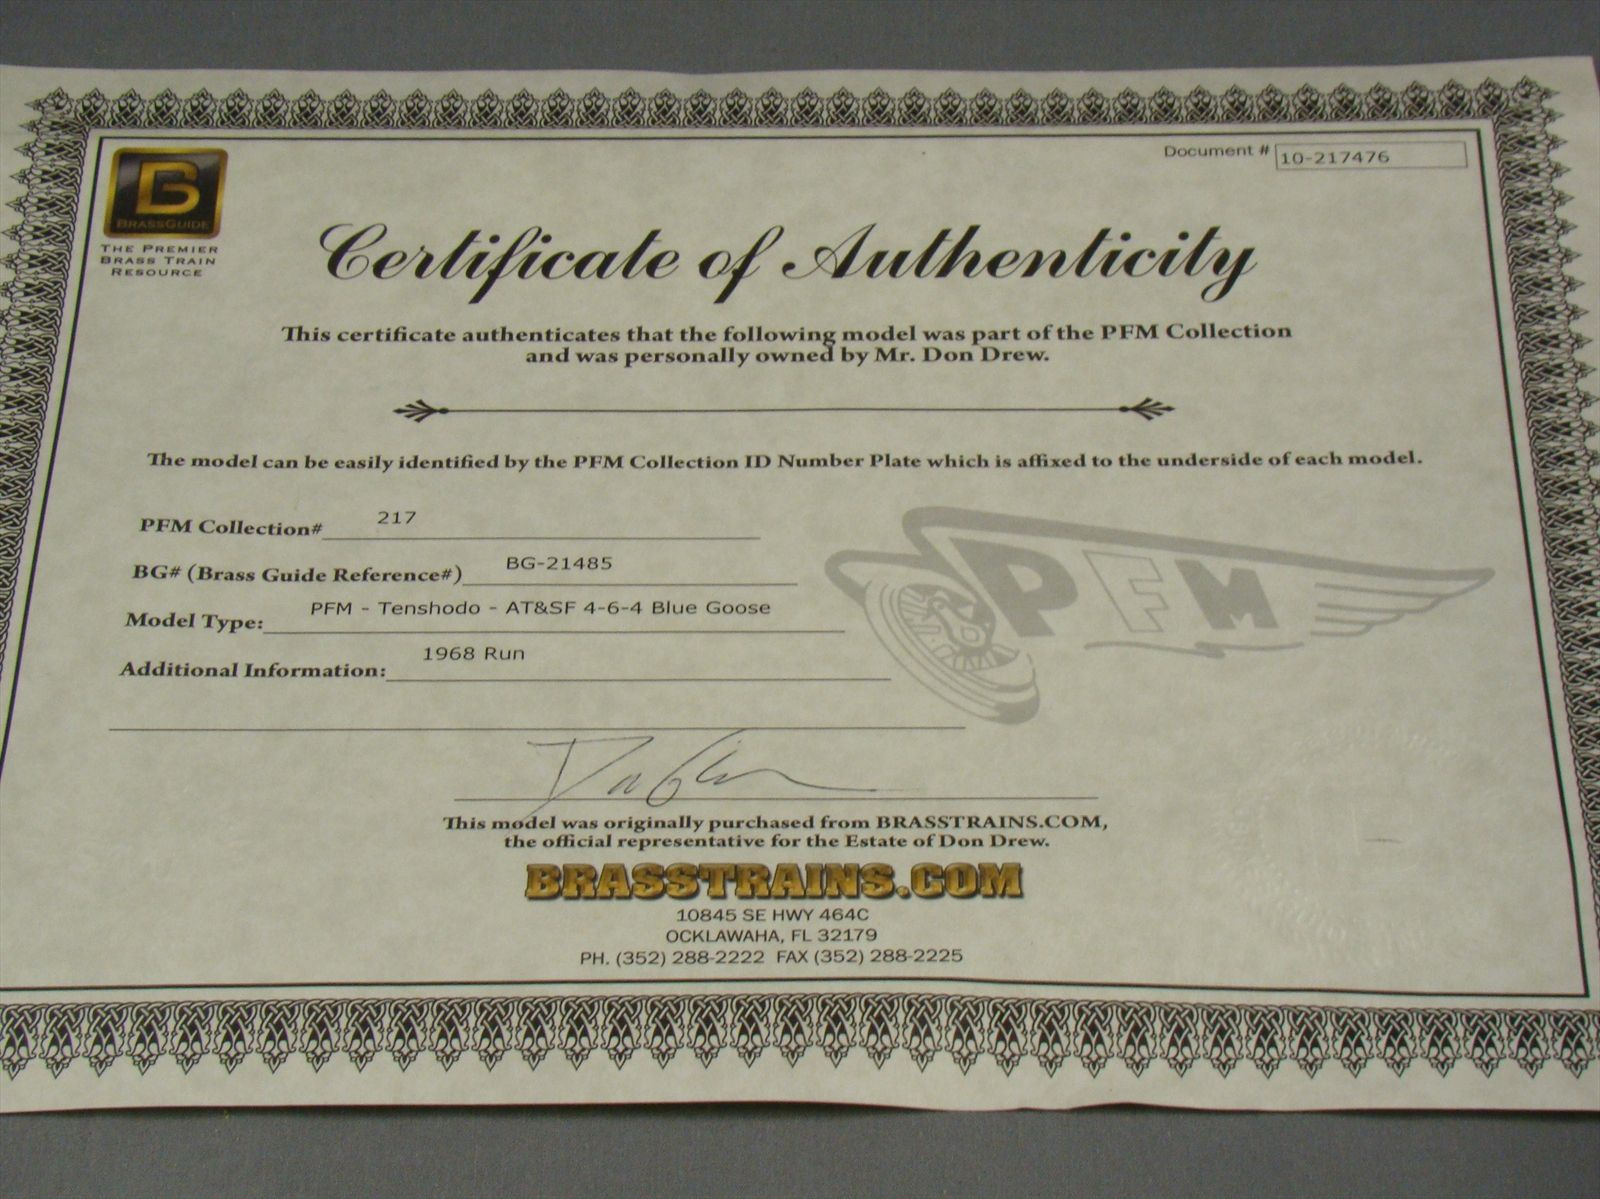 Document # 10-217476
B
BRASSGUIDE
THE PREMIER
BRASS TRAIN
RESOURCE
Certificate of Authenticity
This certificate authenticates that the following model was part of the PFM Collection
and was personally owned by Mr. Don Drew.
The model can be easily identified by the PFM Collection ID Number Plate which is affixed to the underside of each model.
PFM Collection# 217
BG# (Brass Guide Reference#) BG-21485
Model Type: PFM - Tenshodo - AT&SF 4-6-4 Blue Goose
Additional Information: 1968 Run
PFM
This model was originally purchased from BRASSTRAINS.COM,
the official representative for the Estate of Don Drew.
BRASSTRAINS.COM
10845 SE HWY 464C
OCKLAWAHA, FL 32179
PH. (352) 288-2222 FAX (352) 288-2225